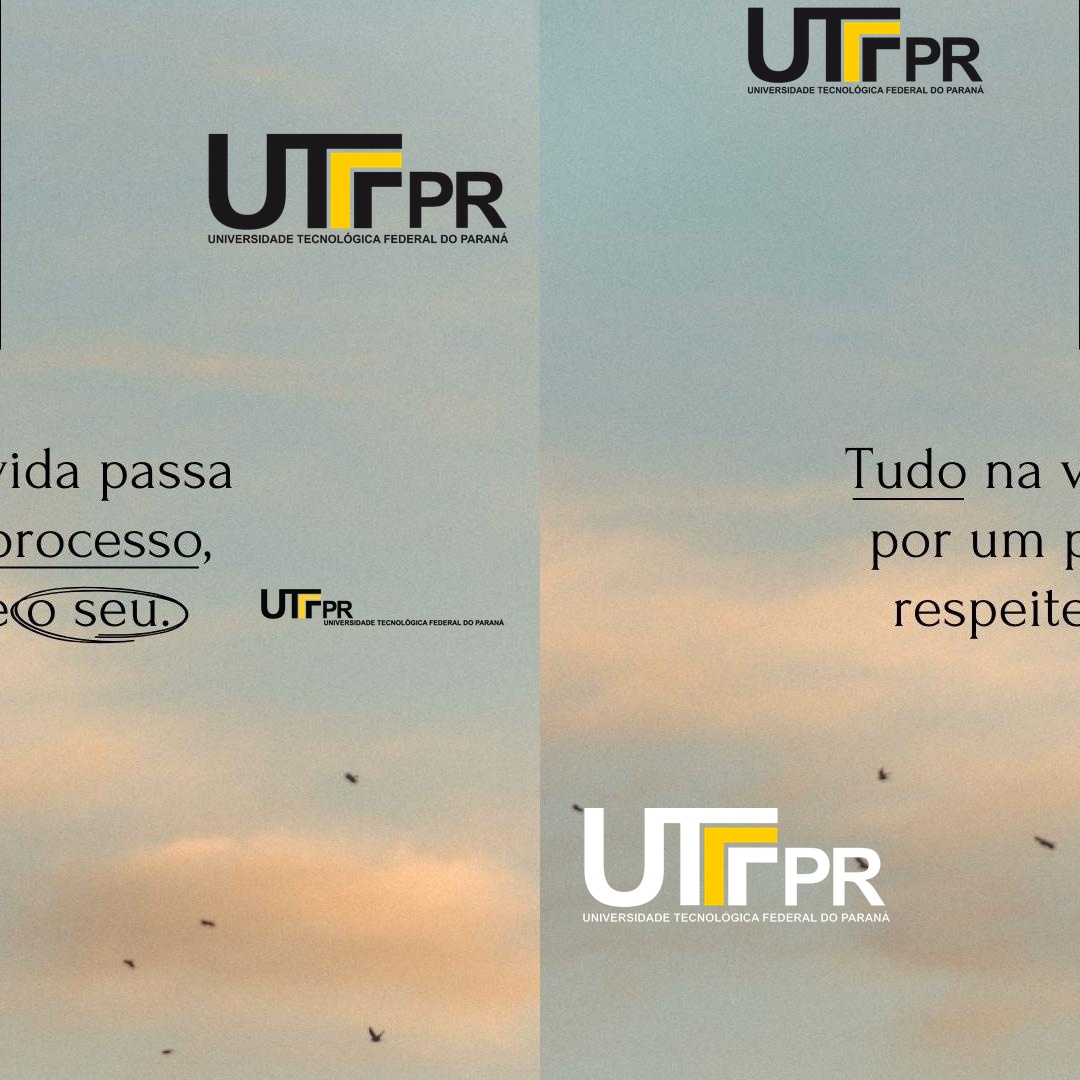 UTFPR
UNIVERSIDADE TECNOLÓGICA FEDERAL DO PARANÁ
vida passa
processo,
e o seu.
UTFPR
UNIVERSIDADE TECNOLÓGICA FEDERAL DO PARANÁ
UTFPR
UNIVERSIDADE TECNOLÓGICA FEDERAL DO PARANÁ
Tudo na v
por um p
respeite
UTFPR
UNIVERSIDADE TECNOLÓGICA FEDERAL DO PARANÁ